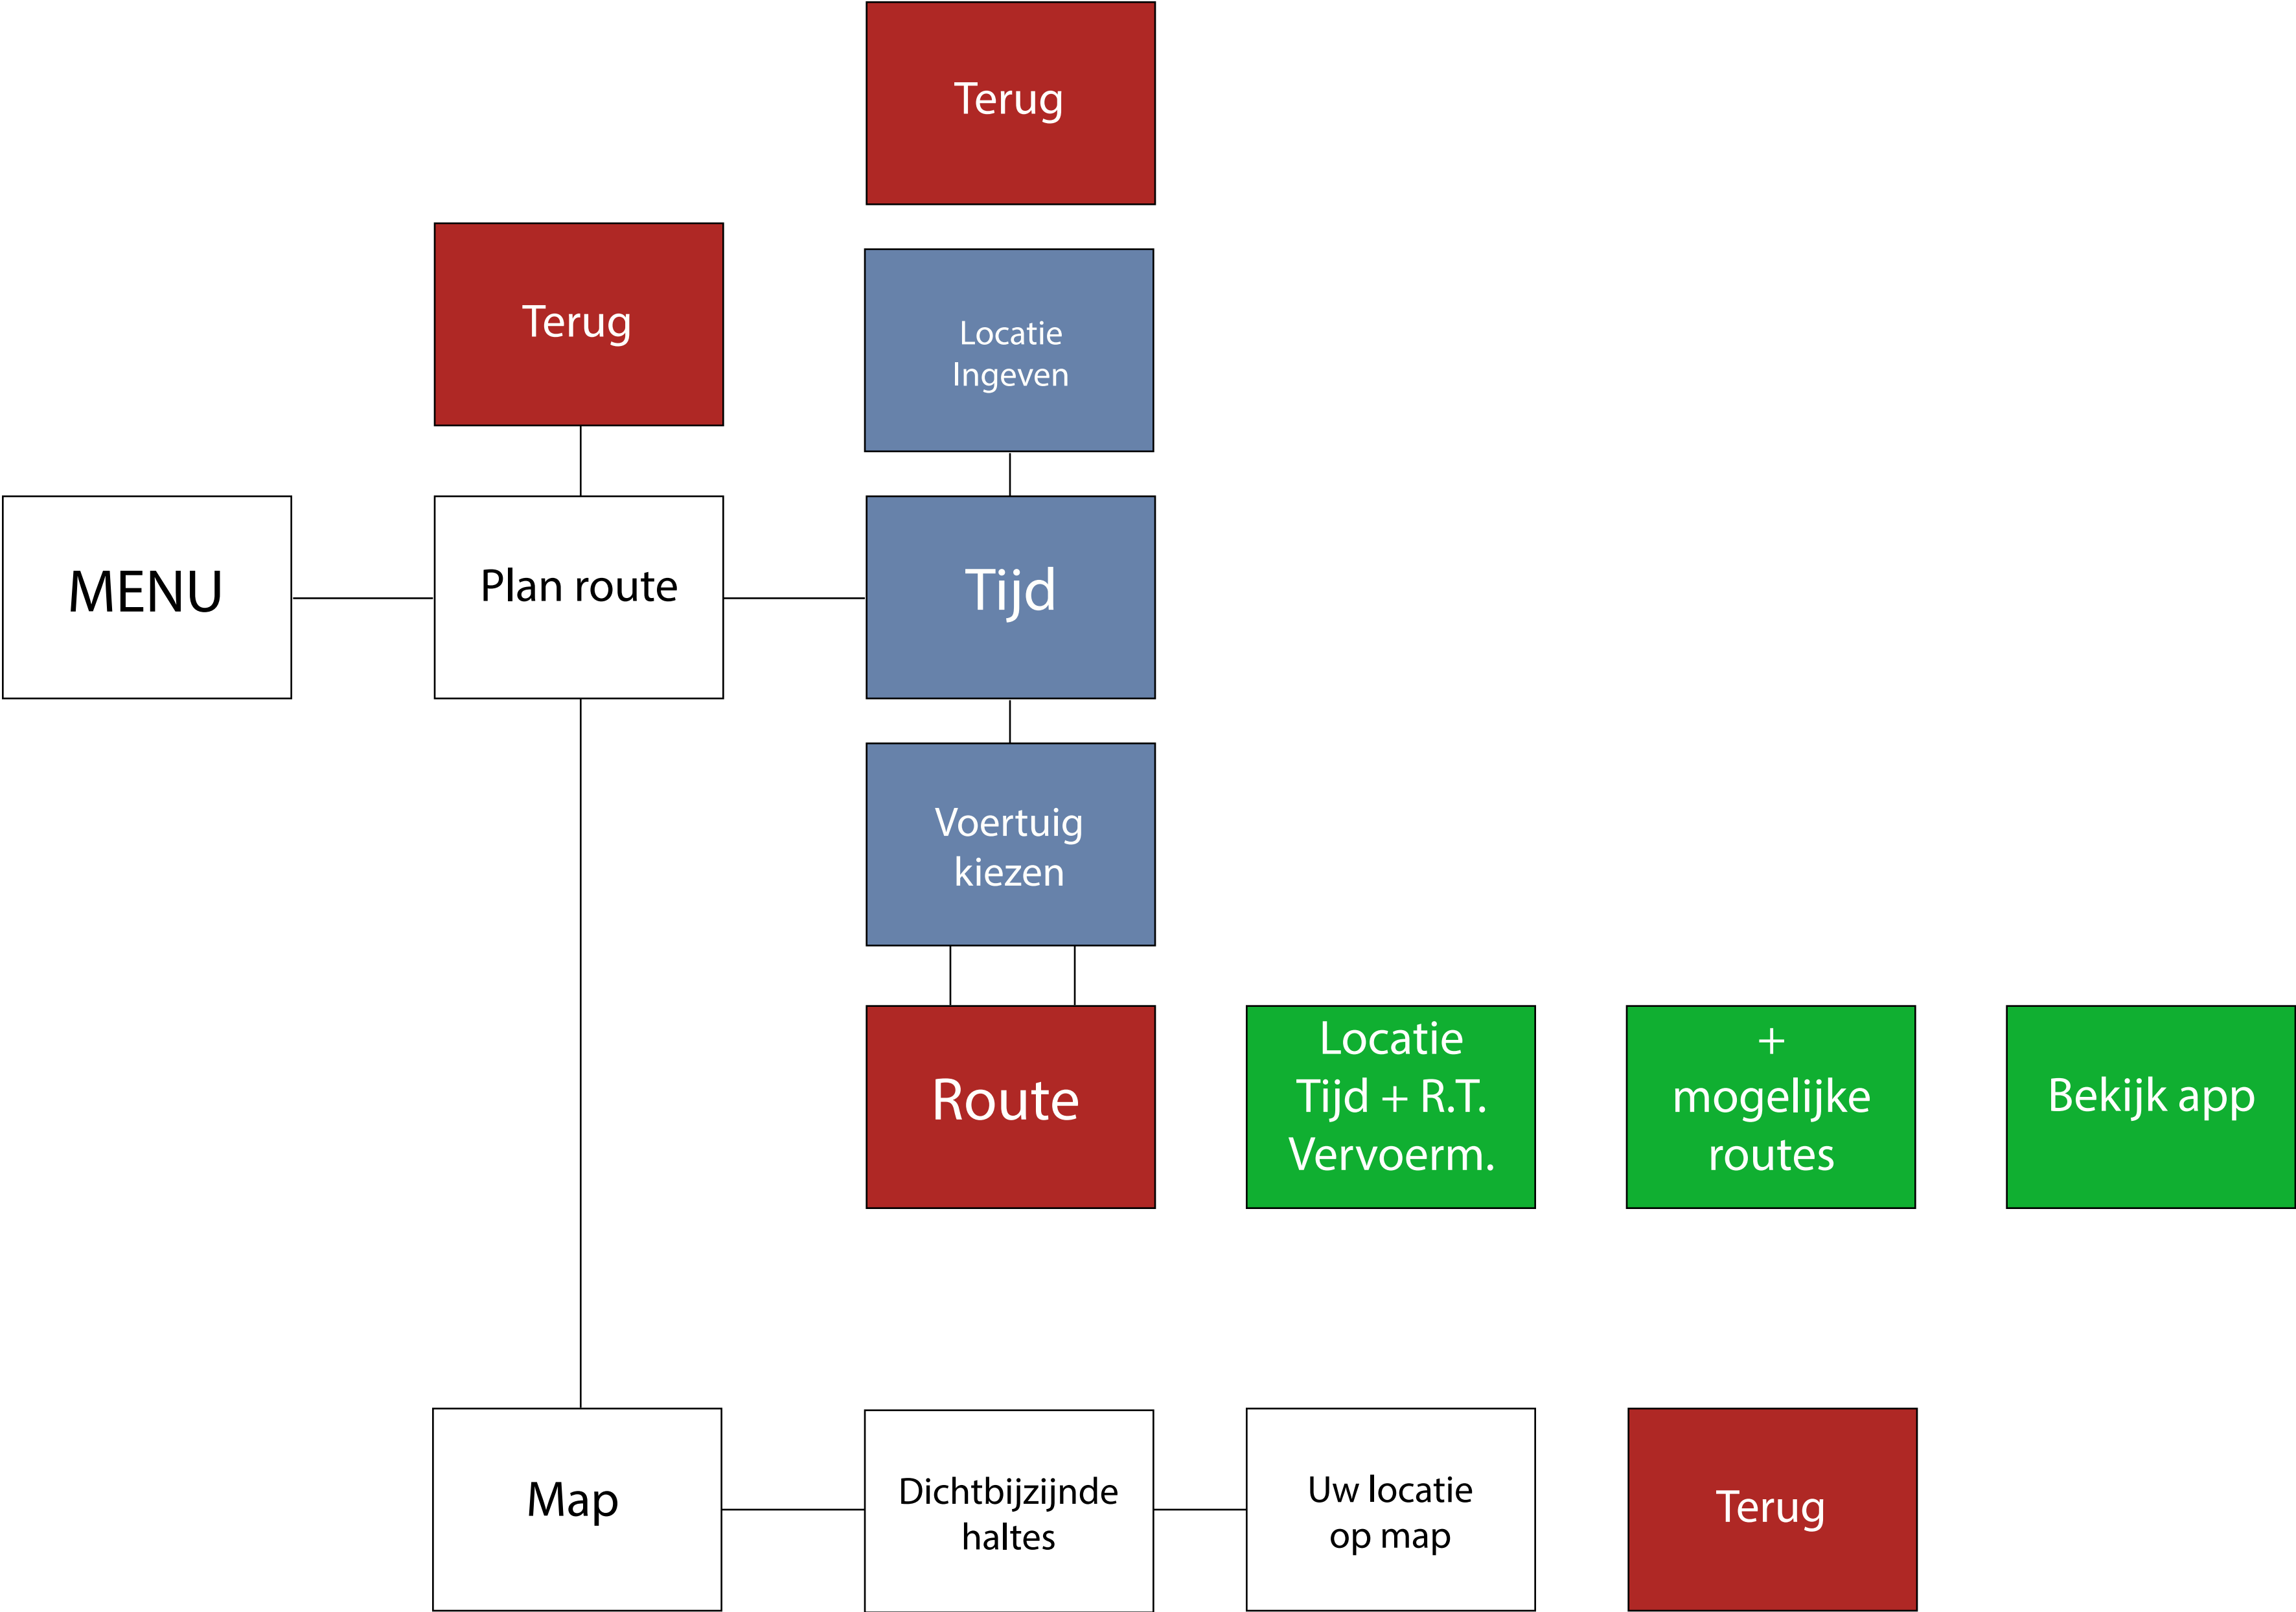 Terug
Terug
Locatie
Ingeven
MENU
Plan route
Tijd
Voertuig
kiezen
Route
Locatie
Tijd + R.T.
Vervoerm.
+
mogelijke
routes
Bekijk app
Map
Dichtbijzijnde
haltes
Uw locatie
op map
Terug